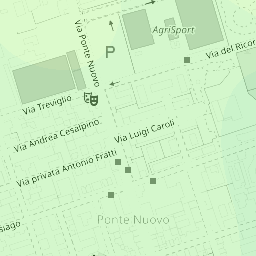 AgriSport
Via Ponte Nuovo
P
Via del Ricor
Via Treviglio
Via Andrea Cesalpino
Via Luigi Caroli
Via privata Antonio Fratti
Ponte Nuovo
siago